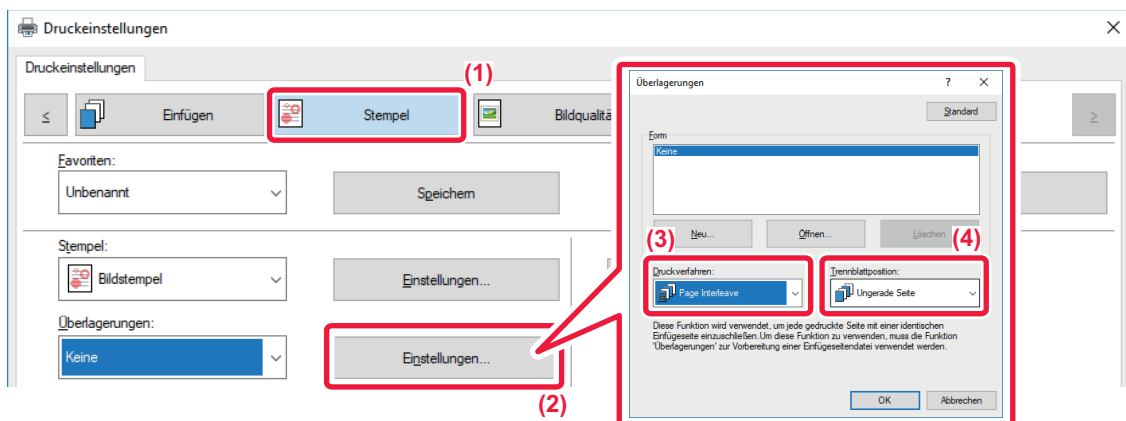 Druckeinstellungen
Druckeinstellungen
(1)
≤ Einfügen Stempel Bildqualitä ≥
Favoriten:
Unbenannt Speichern
Stempel:
Bildstempel Einstellungen...
Überlagerungen:
Keine Einstellungen...
(2)
Überlagerungen ?
Standard
Form
Keine
Neu... Öffnen... Löschen
(3) (4)
Druckverfahren: Trennblattposition:
Page Interleave Ungerade Seite
Diese Funktion wird verwendet, um jede gedruckte Seite mit einer identischen
Einfügeseite einzuschließen.Um diese Funktion zu verwenden, muss die Funktion
'Überlagerungen' zur Vorbereitung einer Einfügeseitendatei verwendet werden.
OK Abbrechen